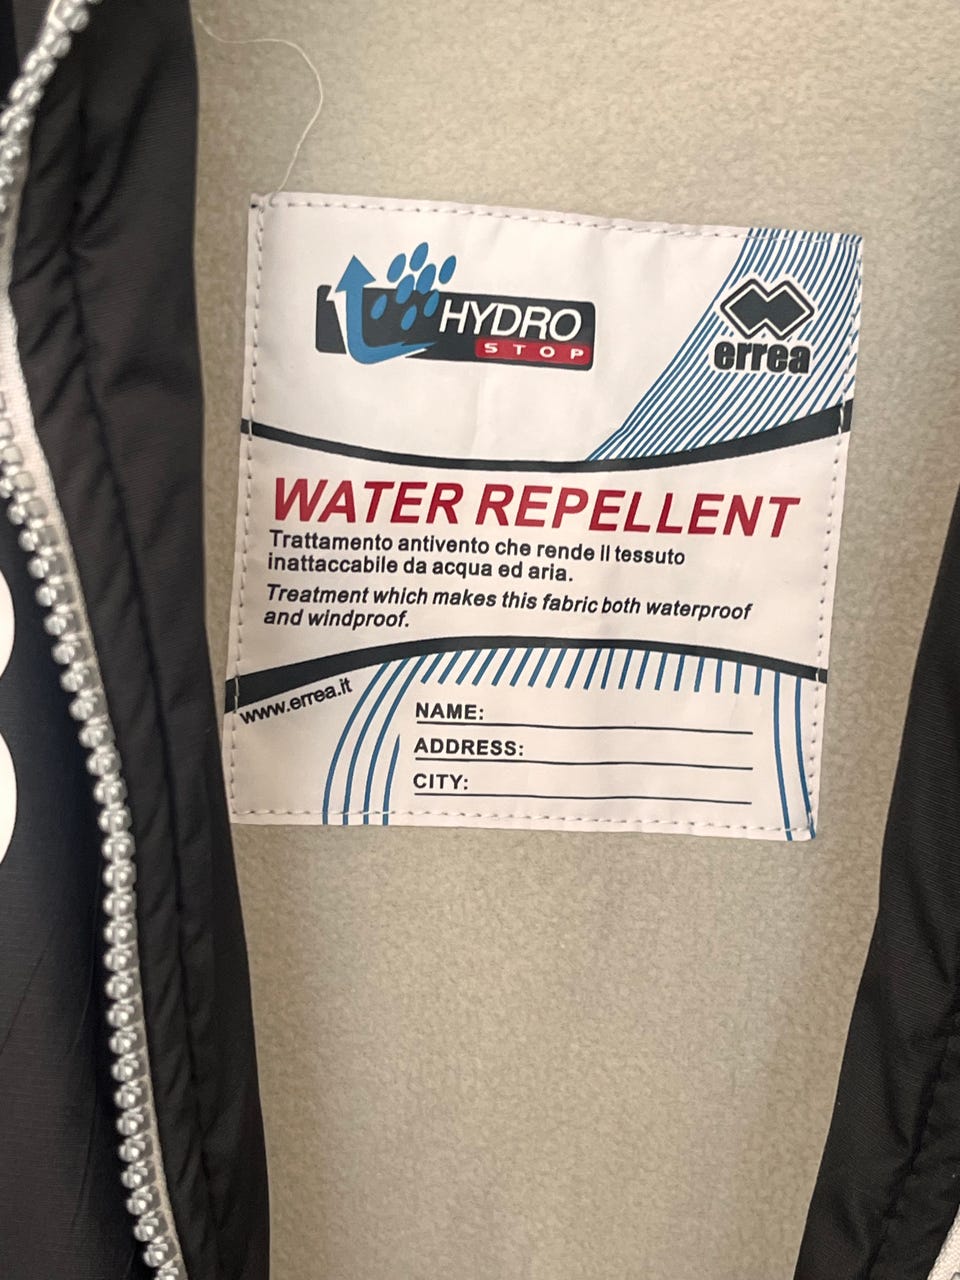 HYDRO
STOP
errea
WATER REPELLENT
Trattamento antivento che rende il tessuto
inattaccabile da acqua ed aria.
Treatment which makes this fabric both waterproof
and windproof.
www.errea.it
NAME:
ADDRESS:
CITY: